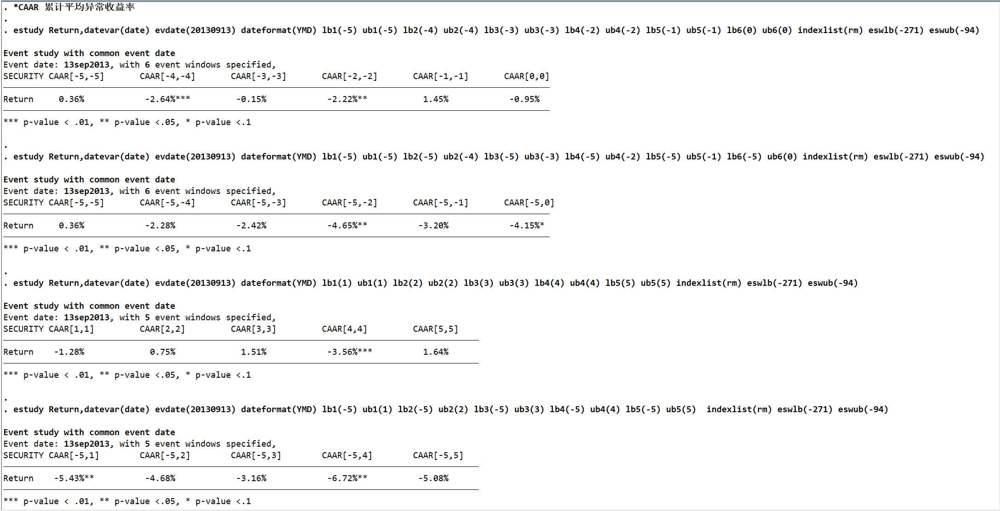 . *CAAR 累计平均异常收益率
.
. estudy Return,datevar(date) evdate(20130913) dateformat(YMD) lb1(-5) ub1(-5) lb2(-4) ub2(-4) lb3(-3) ub3(-3) lb4(-2) ub4(-2) lb5(-1) ub5(-1) lb6(0) ub6(0) indexlist(rm) eswlb(-271) eswub(-94)
Event study with common event date
Event date: 13sep2013, with 6 event windows specified,
SECURITY CAAR[-5,-5] CAAR[-4,-4] CAAR[-3,-3] CAAR[-2,-2] CAAR[-1,-1] CAAR[0,0]
Return 0.36% -2.64%*** -0.15% -2.22%** 1.45% -0.95%
*** p-value < .01, ** p-value <.05, * p-value <.1
.
. estudy Return,datevar(date) evdate(20130913) dateformat(YMD) lb1(-5) ub1(-5) lb2(-5) ub2(-4) lb3(-5) ub3(-3) lb4(-5) ub4(-2) lb5(-5) ub5(-1) lb6(-5) ub6(0) indexlist(rm) eswlb(-271) eswub(-94)
Event study with common event date
Event date: 13sep2013, with 6 event windows specified,
SECURITY CAAR[-5,-5] CAAR[-5,-4] CAAR[-5,-3] CAAR[-5,-2] CAAR[-5,-1] CAAR[-5,0]
Return 0.36% -2.28% -2.42% -4.65%** -3.20% -4.15%*
*** p-value < .01, ** p-value <.05, * p-value <.1
.
. estudy Return,datevar(date) evdate(20130913) dateformat(YMD) lb1(1) ub1(1) lb2(2) ub2(2) lb3(3) ub3(3) lb4(4) ub4(4) lb5(5) ub5(5) indexlist(rm) eswlb(-271) eswub(-94)
Event study with common event date
Event date: 13sep2013, with 5 event windows specified,
SECURITY CAAR[1,1] CAAR[2,2] CAAR[3,3] CAAR[4,4] CAAR[5,5]
Return -1.28% 0.75% 1.51% -3.56%*** 1.64%
*** p-value < .01, ** p-value <.05, * p-value <.1
.
. estudy Return,datevar(date) evdate(20130913) dateformat(YMD) lb1(-5) ub1(1) lb2(-5) ub2(2) lb3(-5) ub3(3) lb4(-5) ub4(4) lb5(-5) ub5(5)  indexlist(rm) eswlb(-271) eswub(-94)
Event study with common event date
Event date: 13sep2013, with 5 event windows specified,
SECURITY CAAR[-5,1] CAAR[-5,2] CAAR[-5,3] CAAR[-5,4] CAAR[-5,5]
Return -5.43%** -4.68% -3.16% -6.72%** -5.08%
*** p-value < .01, ** p-value <.05, * p-value <.1